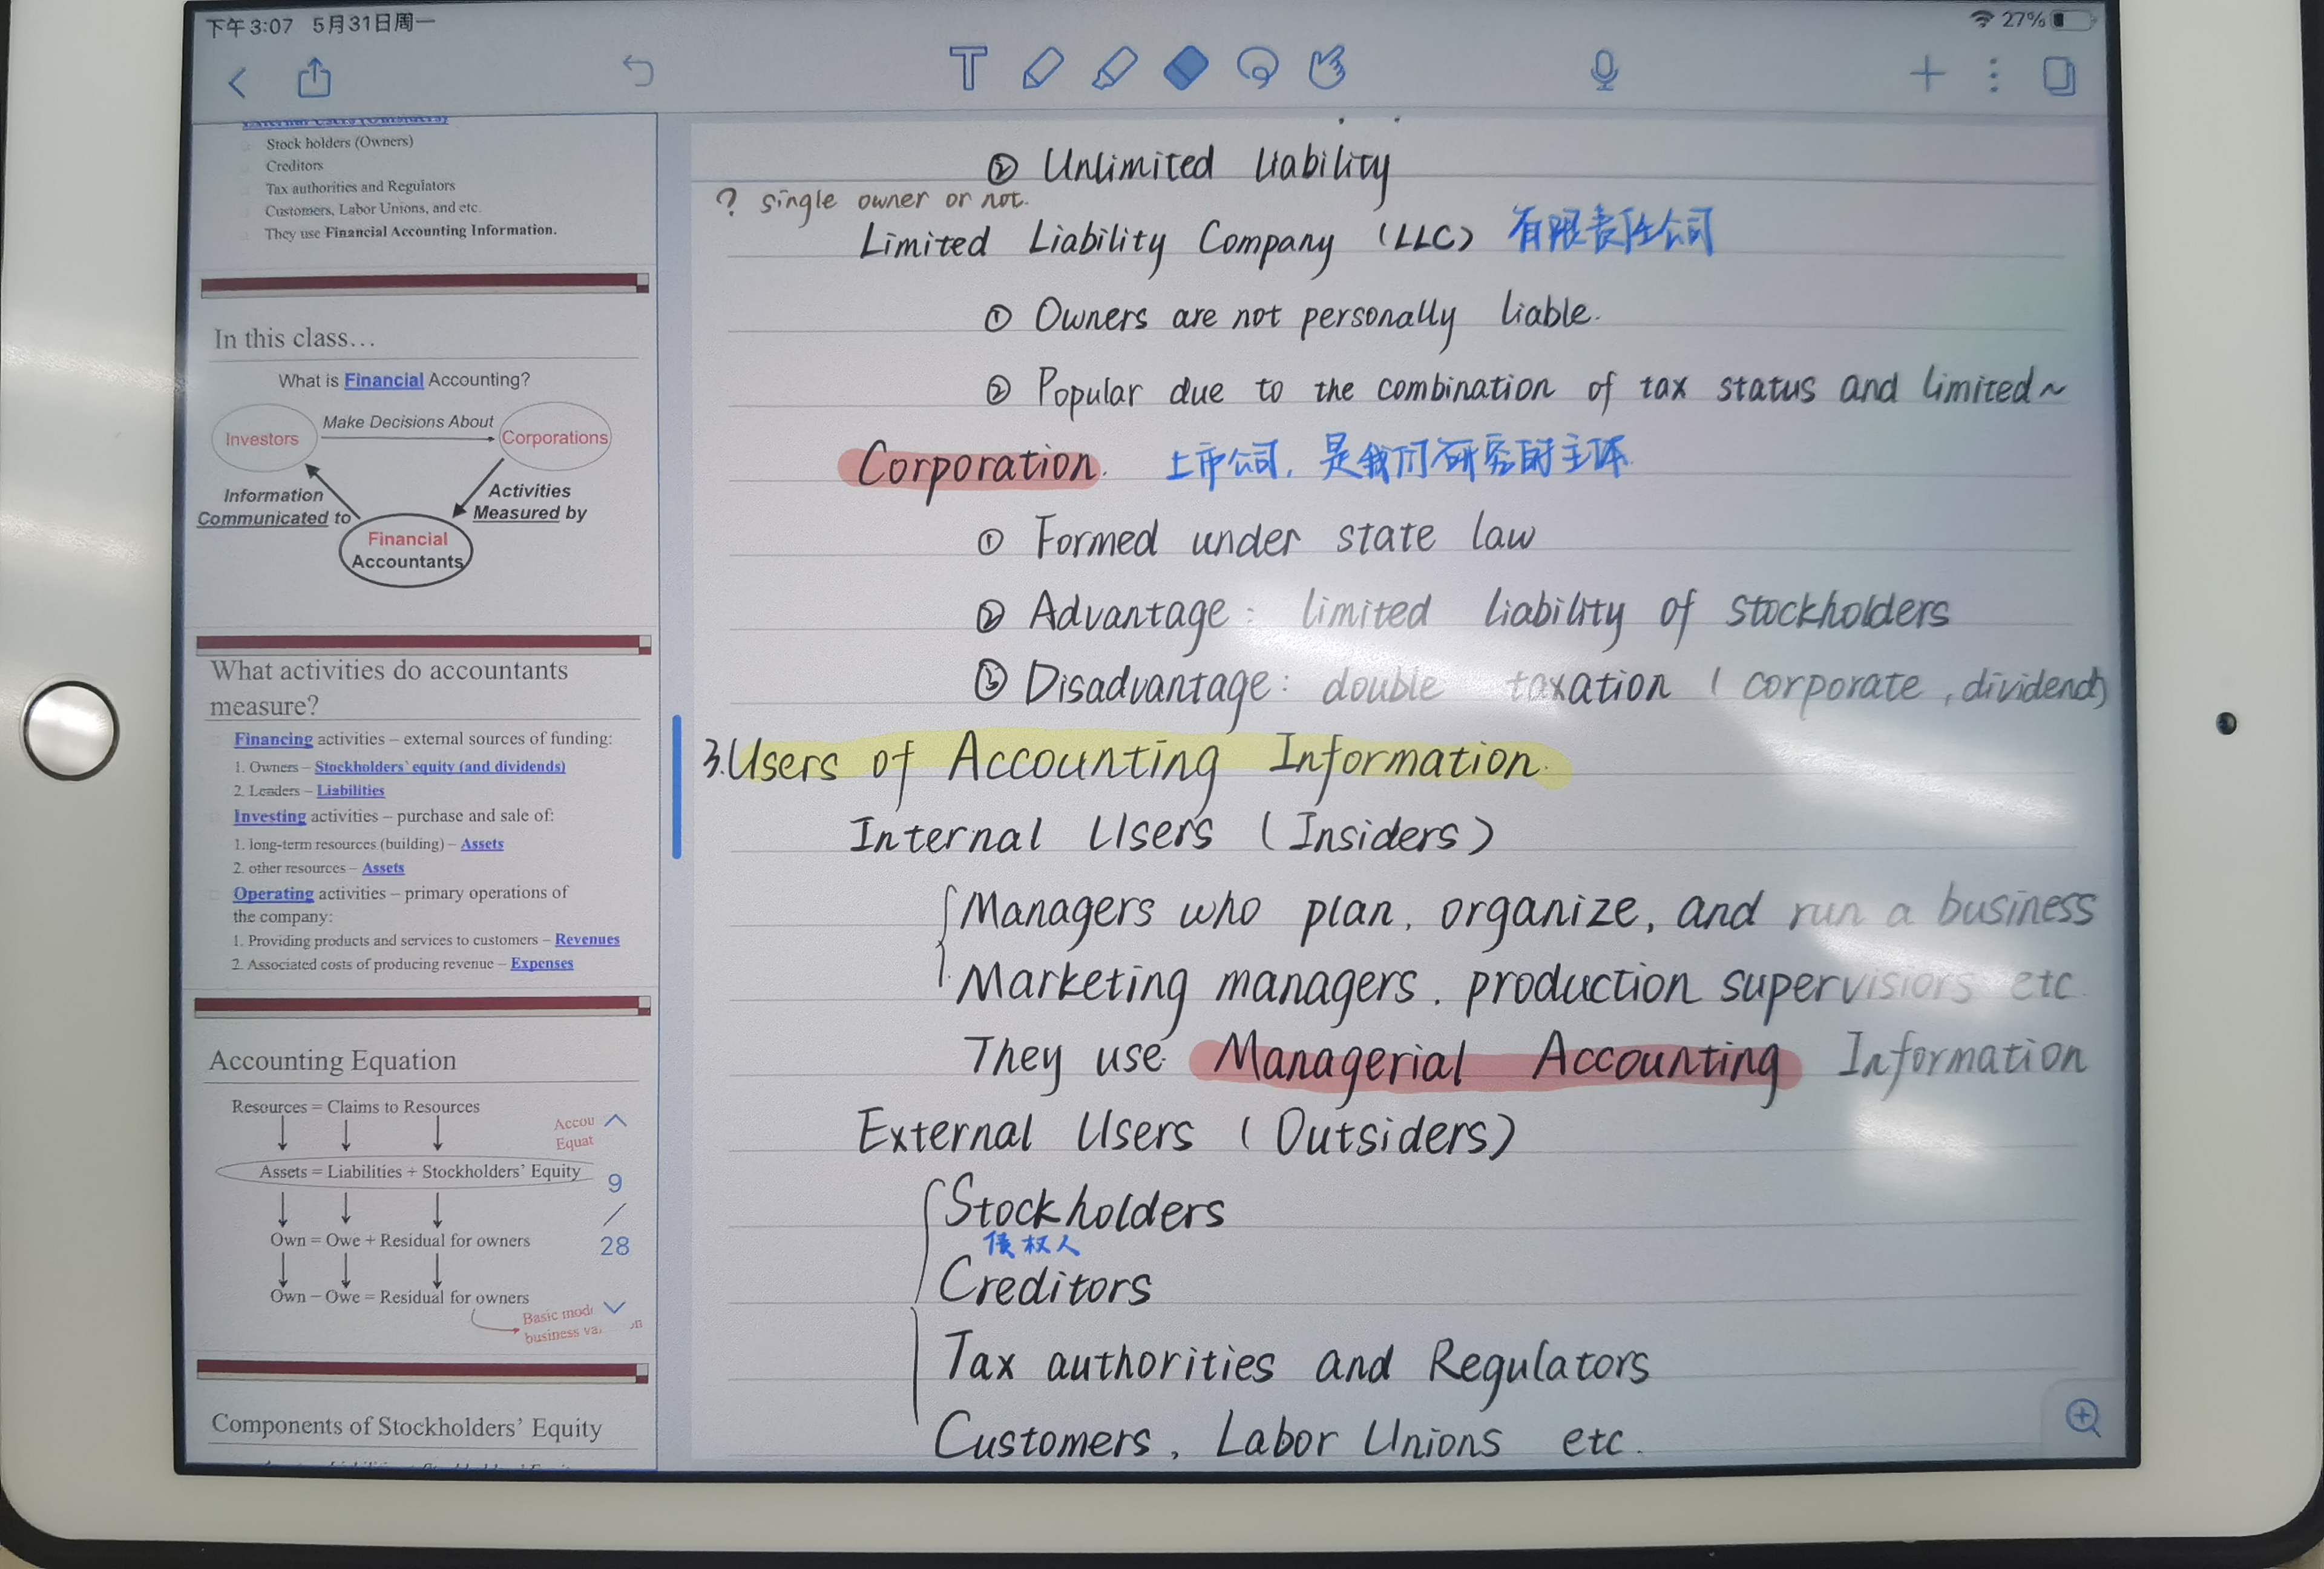 下午3:07 5月31日周一
27%
Stock holders (Owners)
Creditors
Tax authorities and Regulators
Customers, Labor Unions, and etc.
They use Financial Accounting Information.
In this class…
What is Financial Accounting?
Investors
Make Decisions About
Corporations
Information
Communicated to
Activities
Measured by
Financial
Accountants
What activities do accountants
measure?
Financing activities – external sources of funding:
1. Owners – Stockholders' equity (and dividends)
2. Leaders – Liabilities
Investing activities – purchase and sale of:
1. long-term resources (building) – Assets
2. other resources – Assets
Operating activities – primary operations of
the company:
1. Providing products and services to customers – Revenues
2. Associated costs of producing revenue – Expenses
Accounting Equation
Resources = Claims to Resources
Accou
Equat
Assets = Liabilities + Stockholders' Equity
9
/
28
Own = Owe + Residual for owners
Own − Owe = Residual for owners
Basic mod
business va
Components of Stockholders' Equity
② Unlimited Liability
? single owner or not.
Limited Liability Company (LLC) 有限责任公司
① Owners are not personally liable.
② Popular due to the combination of tax status and limited~
Corporation. 上市公司, 是我们研究的主体
① Formed under state law
② Advantage: limited liability of stockholders
③ Disadvantage: double taxation ( corporate , dividend)
3. Users of Accounting Information.
Internal Users (Insiders)
Managers who plan, organize, and run a business
Marketing managers, production supervisiors etc.
They use Managerial Accounting Information
External Users (Outsiders)
Stockholders
债权人
Creditors
Tax authorities and Regulators
Customers, Labor Unions etc.